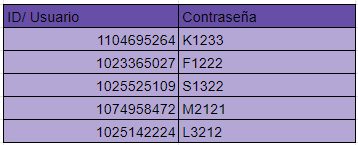 ID/ Usuario Contraseña
1104695264 K1233
1023365027 F1222
1025525109 S1322
1074958472 M2121
1025142224 L3212